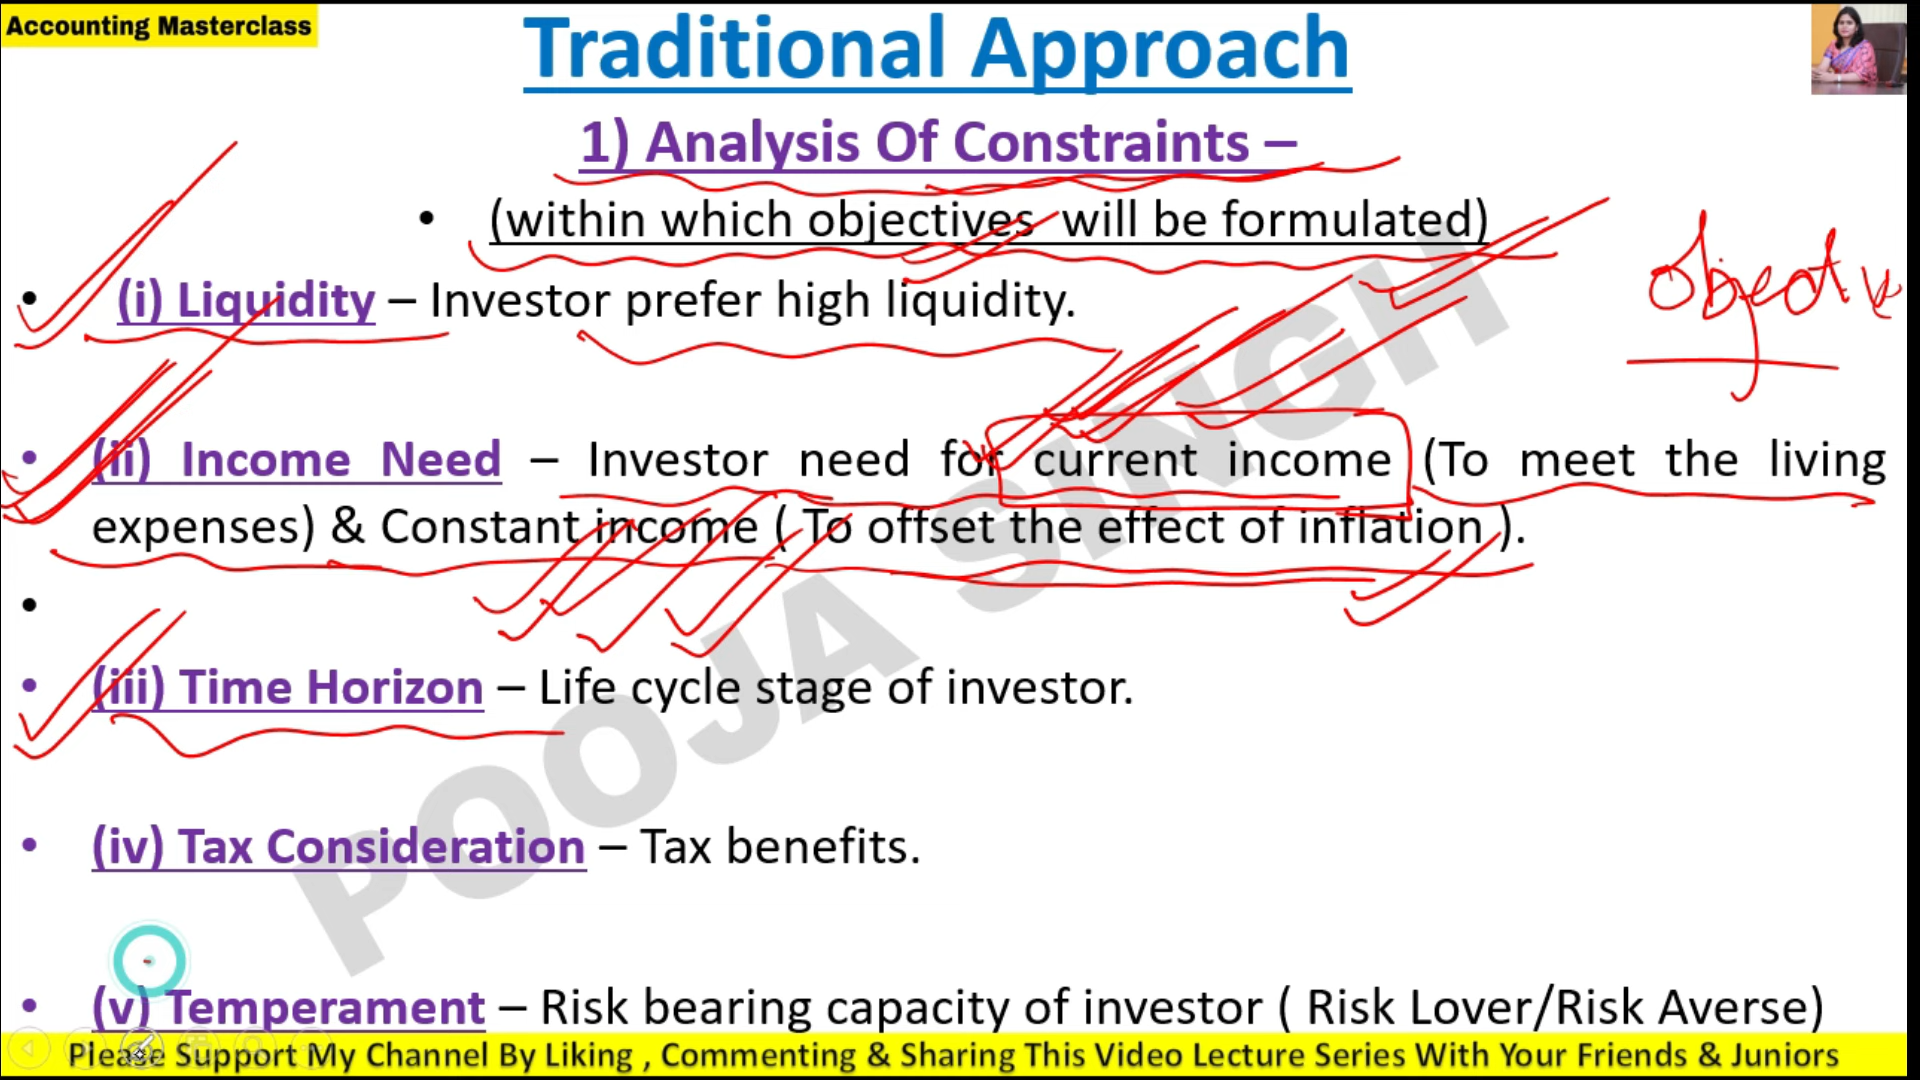 Accounting Masterclass
Traditional Approach
1) Analysis Of Constraints –
• (within which objectives will be formulated)
Objective
• (i) Liquidity – Investor prefer high liquidity.
• (ii) Income Need – Investor need for current income (To meet the living
expenses) & Constant income ( To offset the effect of inflation ).
•
• (iii) Time Horizon – Life cycle stage of investor.
• (iv) Tax Consideration – Tax benefits.
• (v) Temperament – Risk bearing capacity of investor ( Risk Lover/Risk Averse)
POOJA SINGH
Please Support My Channel By Liking , Commenting & Sharing This Video Lecture Series With Your Friends & Juniors